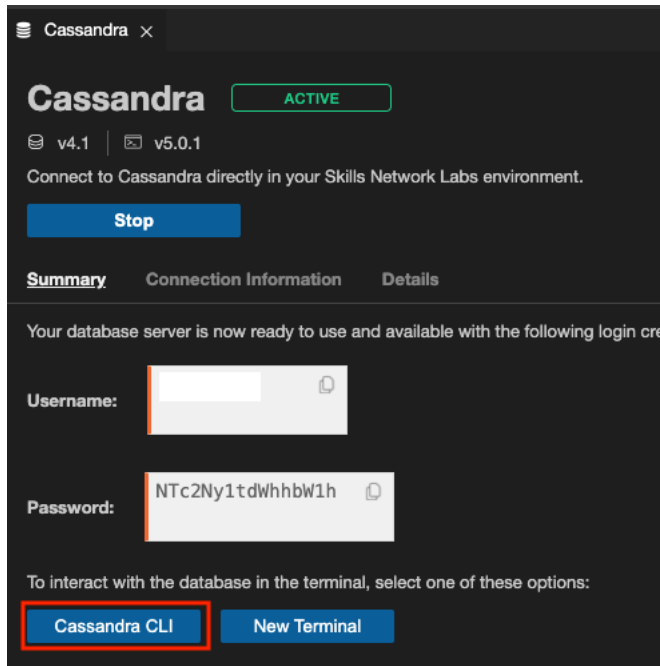 Cassandra
Cassandra ACTIVE
v4.1 v5.0.1
Connect to Cassandra directly in your Skills Network Labs environment.
Stop
Summary Connection Information Details
Your database server is now ready to use and available with the following login cre
Username:
Password: NTc2Ny1tdWhhbW1h
To interact with the database in the terminal, select one of these options:
Cassandra CLI New Terminal